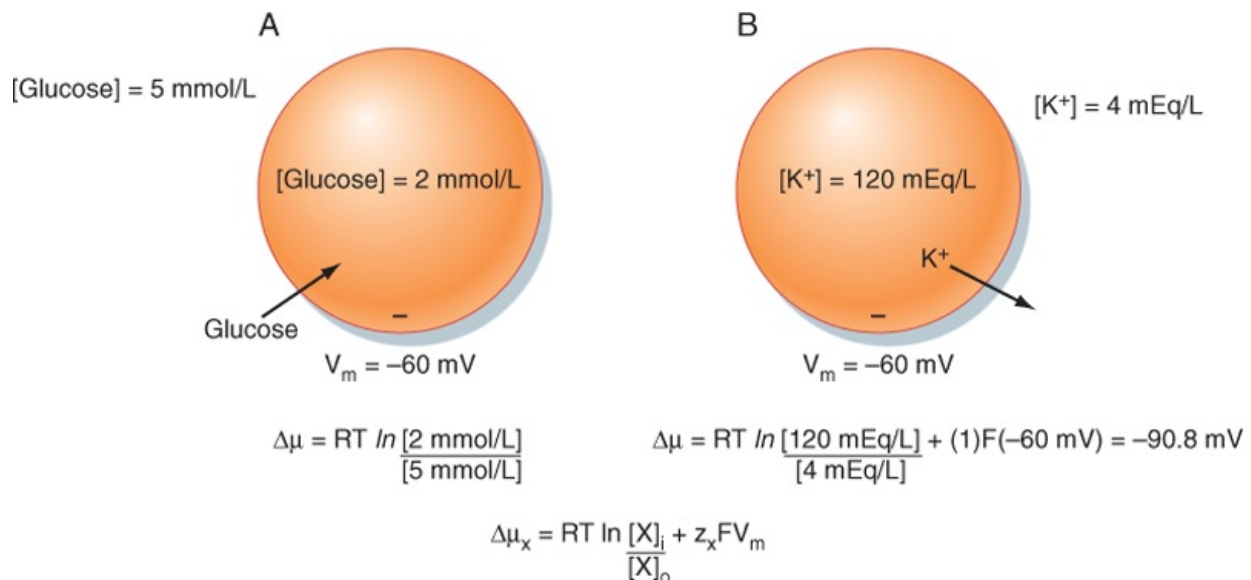 A
[Glucose] = 5 mmol/L
[Glucose] = 2 mmol/L
Glucose
–
Vm = –60 mV
Δμ = RT ln [2 mmol/L]
[5 mmol/L]
B
[K+] = 4 mEq/L
[K+] = 120 mEq/L
K+
–
Vm = –60 mV
Δμ = RT ln [120 mEq/L] + (1)F(–60 mV) = –90.8 mV
[4 mEq/L]
Δμx = RT ln [X]i + zxFVm
[X]o